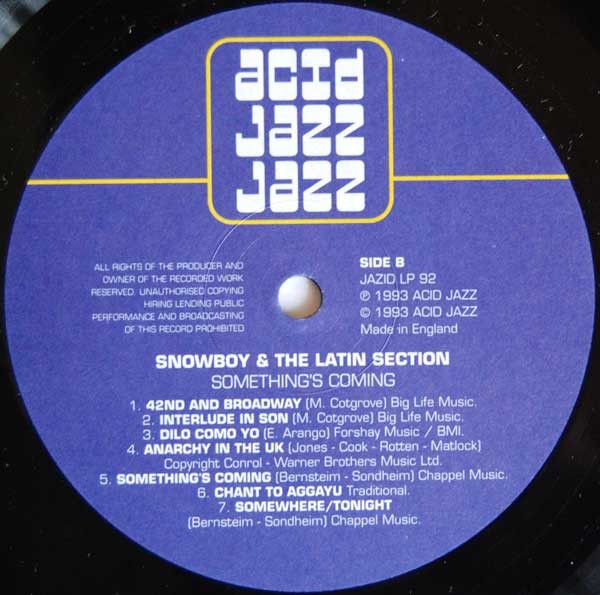 acid
Jazz
Jazz
ALL RIGHTS OF THE PRODUCER AND
OWNER OF THE RECORDED WORK
RESERVED. UNAUTHORISED COPYING
HIRING LENDING PUBLIC
PERFORMANCE AND BROADCASTING
OF THIS RECORD PROHIBITED
SIDE B
JAZID LP 92
℗ 1993 ACID JAZZ
© 1993 ACID JAZZ
Made in England
SNOWBOY & THE LATIN SECTION
SOMETHING'S COMING
1. 42ND AND BROADWAY (M. Cotgrove) Big Life Music.
2. INTERLUDE IN SON (M. Cotgrove) Big Life Music.
3. DILO COMO YO (E. Arango) Forshay Music / BMI.
4. ANARCHY IN THE UK (Jones - Cook - Rotten - Matlock)
Copyright Conrol - Warner Brothers Music Ltd.
5. SOMETHING'S COMING (Bernsteim - Sondheim) Chappel Music.
6. CHANT TO AGGAYU Traditional.
7. SOMEWHERE/TONIGHT
(Bernsteim - Sondheim) Chappel Music.